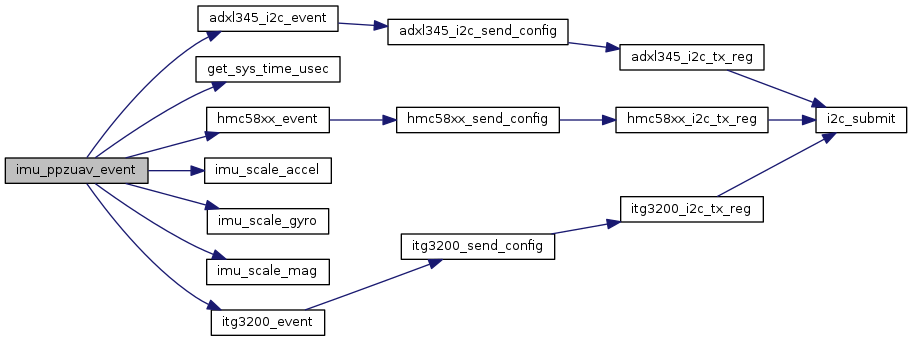 adxl345_i2c_event
adxl345_i2c_send_config
adxl345_i2c_tx_reg
get_sys_time_usec
hmc58xx_event
hmc58xx_send_config
hmc58xx_i2c_tx_reg
i2c_submit
imu_ppzuav_event
imu_scale_accel
imu_scale_gyro
itg3200_i2c_tx_reg
itg3200_send_config
imu_scale_mag
itg3200_event